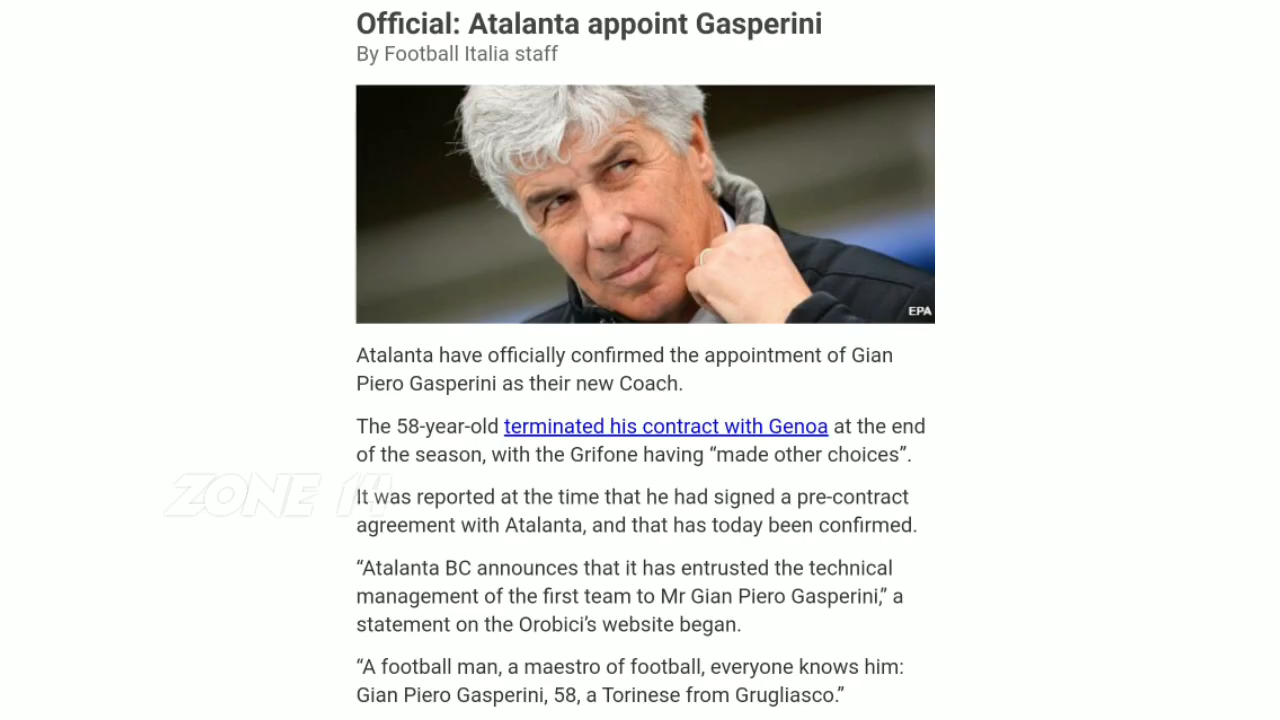 Official: Atalanta appoint Gasperini
By Football Italia staff
EPA
Atalanta have officially confirmed the appointment of Gian
Piero Gasperini as their new Coach.
The 58-year-old terminated his contract with Genoa at the end
of the season, with the Grifone having “made other choices”.
ZONE 14
It was reported at the time that he had signed a pre-contract
agreement with Atalanta, and that has today been confirmed.
“Atalanta BC announces that it has entrusted the technical
management of the first team to Mr Gian Piero Gasperini,” a
statement on the Orobici’s website began.
“A football man, a maestro of football, everyone knows him:
Gian Piero Gasperini, 58, a Torinese from Grugliasco.”